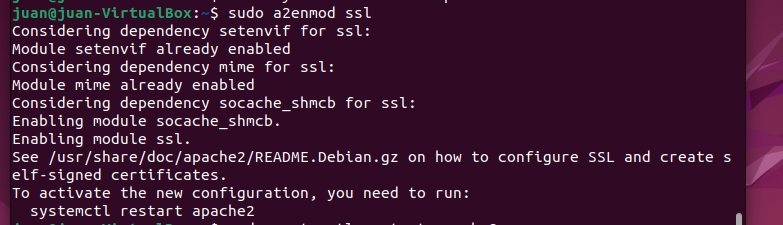 juan@juan-VirtualBox:~$ sudo a2enmod ssl
Considering dependency setenvif for ssl:
Module setenvif already enabled
Considering dependency mime for ssl:
Module mime already enabled
Considering dependency socache_shmcb for ssl:
Enabling module socache_shmcb.
Enabling module ssl.
See /usr/share/doc/apache2/README.Debian.gz on how to configure SSL and create s
elf-signed certificates.
To activate the new configuration, you need to run:
  systemctl restart apache2